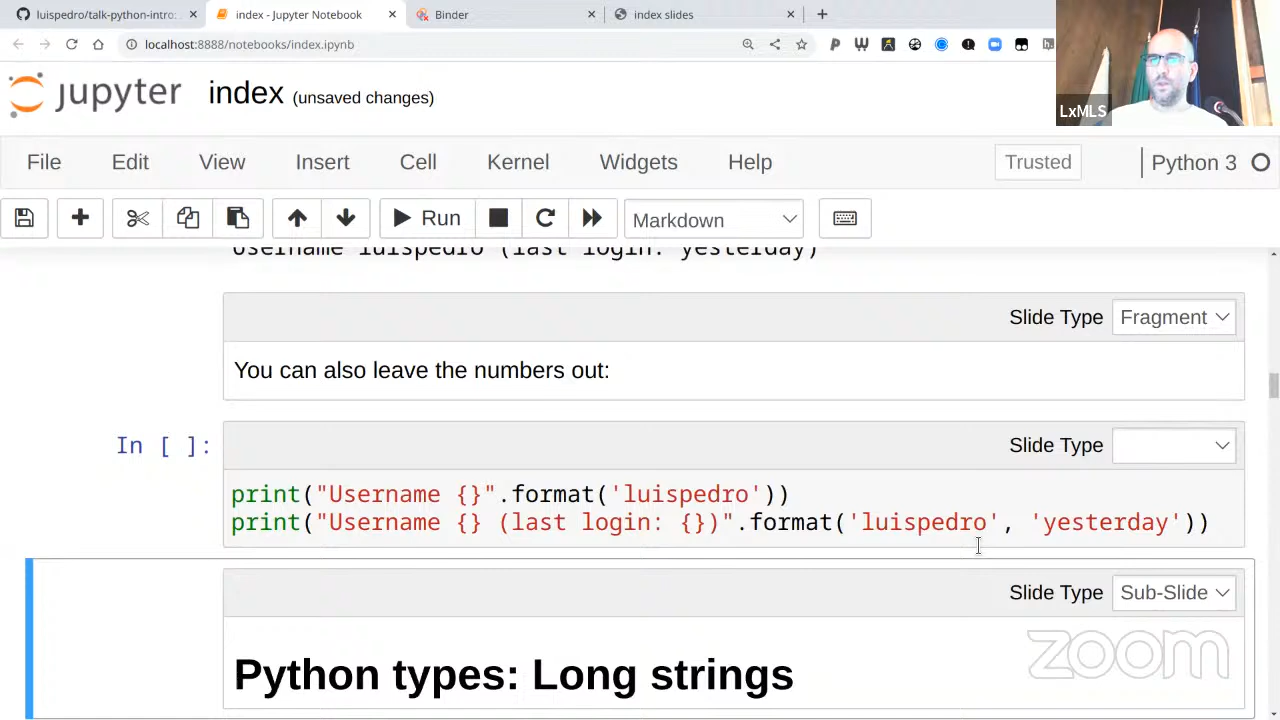 luispedro/talk-python-intro:
index - Jupyter Notebook
Binder
index slides
localhost:8888/notebooks/index.ipynb
LxMLS
jupyter index (unsaved changes)
File Edit View Insert Cell Kernel Widgets Help Trusted Python 3
Run Markdown
Username luispedro (last login: yesterday)
Slide Type Fragment
You can also leave the numbers out:
In [ ]:
Slide Type
print("Username {}".format('luispedro'))
print("Username {} (last login: {})".format('luispedro', 'yesterday'))
Slide Type Sub-Slide
Python types: Long strings
zoom